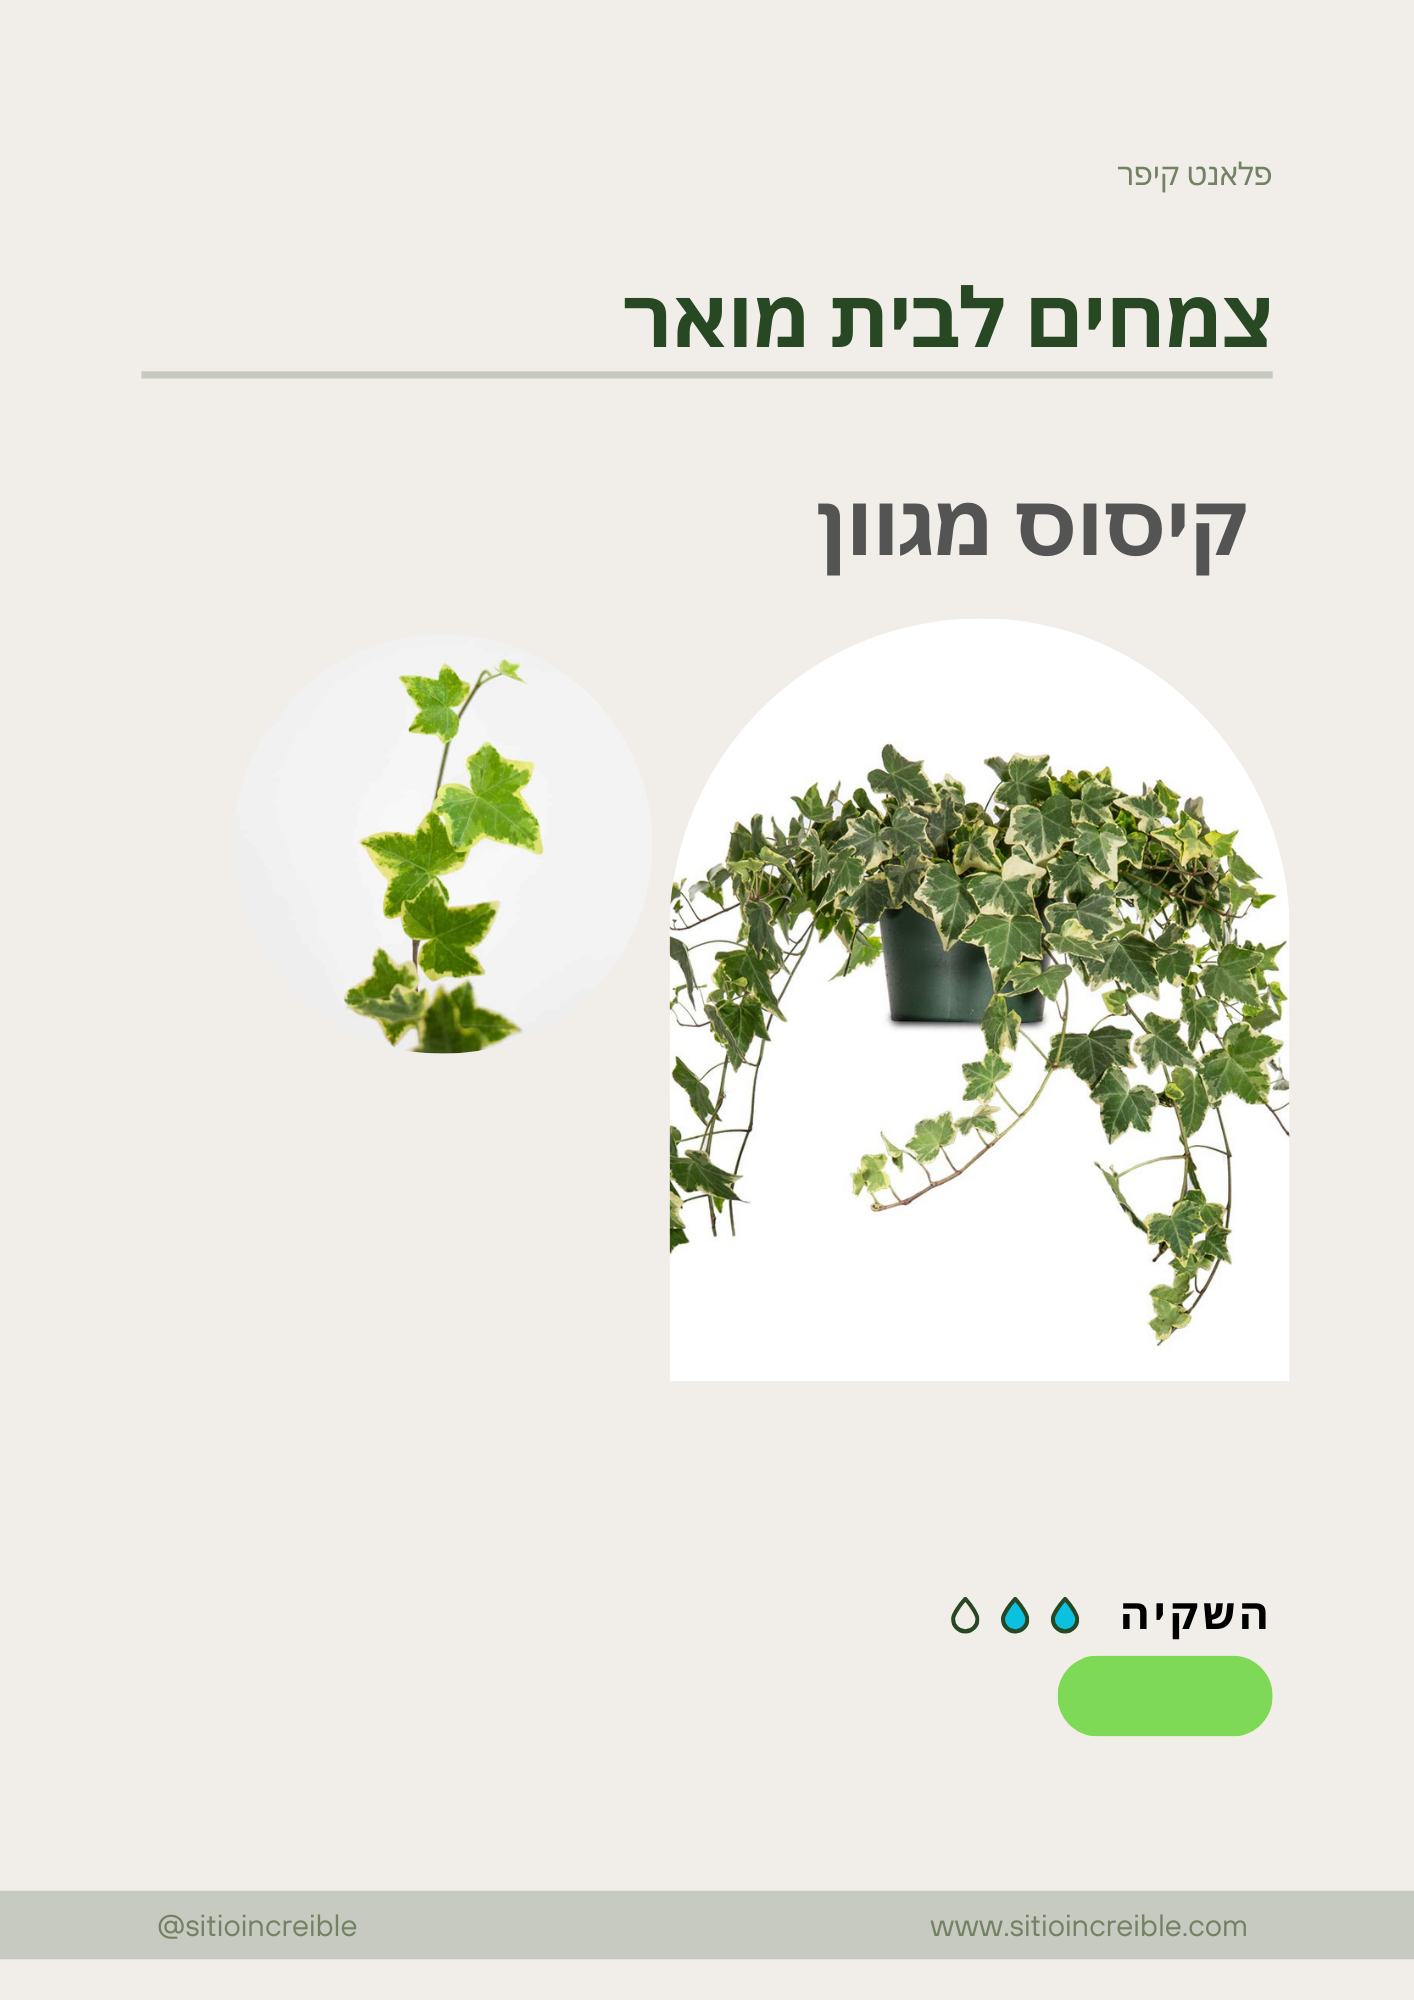 פלאנט קיפר
צמחים לבית מואר
קיסוס מגוון
השקיה
www.sitioincreible.com
@sitioincreible